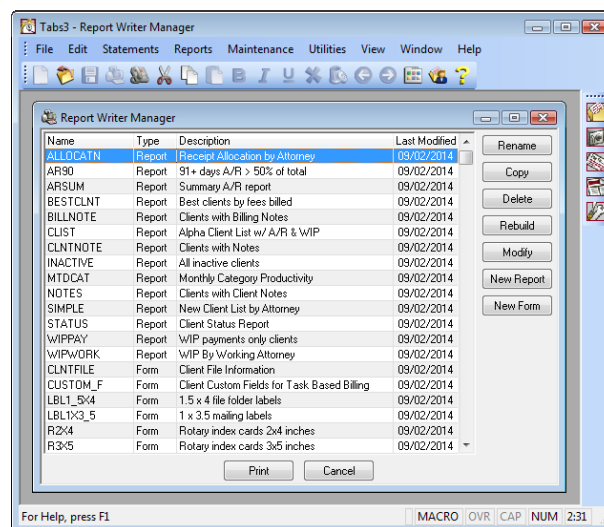 Tabs3 - Report Writer Manager
File Edit Statements Reports Maintenance Utilities View Window Help
B I U
Report Writer Manager
Name Type Description Last Modified
ALLOCATN Report Receipt Allocation by Attorney 09/02/2014
AR90 Report 91+ days A/R > 50% of total 09/02/2014
ARSUM Report Summary A/R report 09/02/2014
BESTCLNT Report Best clients by fees billed 09/02/2014
BILLNOTE Report Clients with Billing Notes 09/02/2014
CLIST Report Alpha Client List w/ A/R & WIP 09/02/2014
CLNTNOTE Report Clients with Notes 09/02/2014
INACTIVE Report All inactive clients 09/02/2014
MTDCAT Report Monthly Category Productivity 09/02/2014
NOTES Report Clients with Client Notes 09/02/2014
SIMPLE Report New Client List by Attorney 09/02/2014
STATUS Report Client Status Report 09/02/2014
WIPPAY Report WIP payments only clients 09/02/2014
WIPWORK Report WIP By Working Attorney 09/02/2014
CLNTFILE Form Client File Information 09/02/2014
CUSTOM_F Form Client Custom Fields for Task Based Billing 09/02/2014
LBL1_5X4 Form 1.5 x 4 file folder labels 09/02/2014
LBL1X3_5 Form 1 x 3.5 mailing labels 09/02/2014
R2X4 Form Rotary index cards 2x4 inches 09/02/2014
R3X5 Form Rotary index cards 3x5 inches 09/02/2014
Rename
Copy
Delete
Rebuild
Modify
New Report
New Form
Print Cancel
For Help, press F1 MACRO OVR CAP NUM 2:31